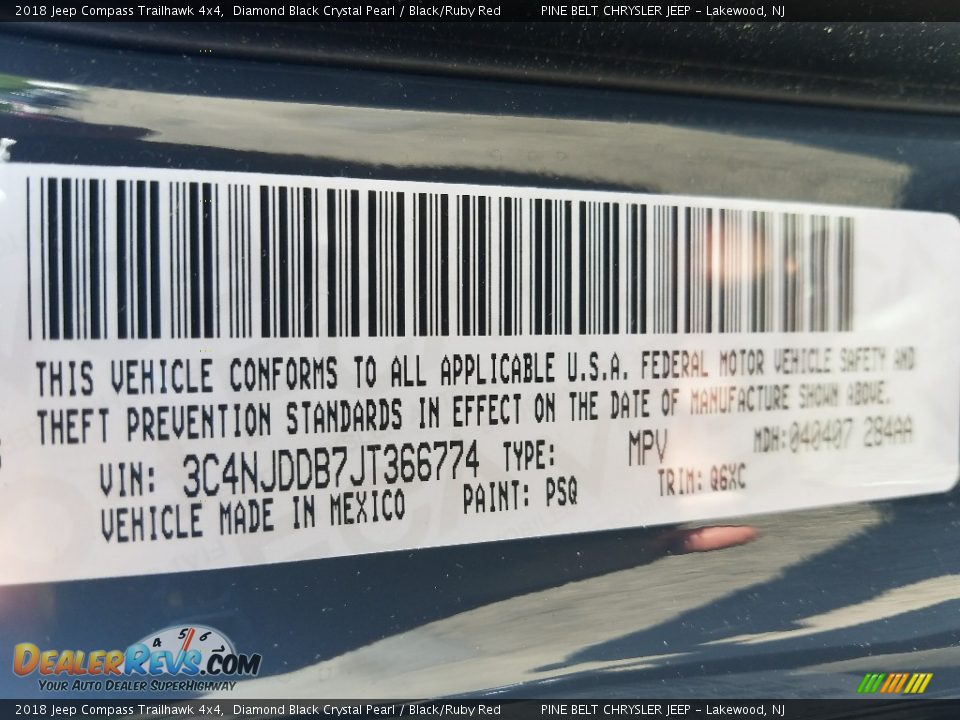 2018 Jeep Compass Trailhawk 4x4, Diamond Black Crystal Pearl / Black/Ruby Red PINE BELT CHRYSLER JEEP – Lakewood, NJ
THIS VEHICLE CONFORMS TO ALL APPLICABLE U.S.A. FEDERAL MOTOR VEHICLE SAFETY AND
THEFT PREVENTION STANDARDS IN EFFECT ON THE DATE OF MANUFACTURE SHOWN ABOVE.
VIN: 3C4NJDDB7JT366774 TYPE: MPV MDH:040407 284AA
VEHICLE MADE IN MEXICO PAINT: PSQ TRIM: Q6XC
4 5 6
DEALERREVS.COM
YOUR AUTO DEALER SUPERHIGHWAY
2018 Jeep Compass Trailhawk 4x4, Diamond Black Crystal Pearl / Black/Ruby Red PINE BELT CHRYSLER JEEP – Lakewood, NJ